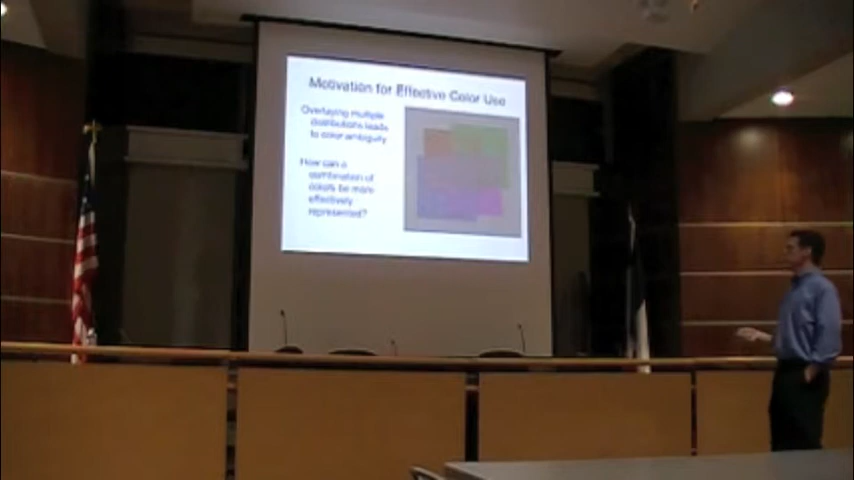 Motivation for Effective Color Use
Overlaying multiple
distributions leads
to color ambiguity
How can a
combination of
colors be more
effectively
represented?